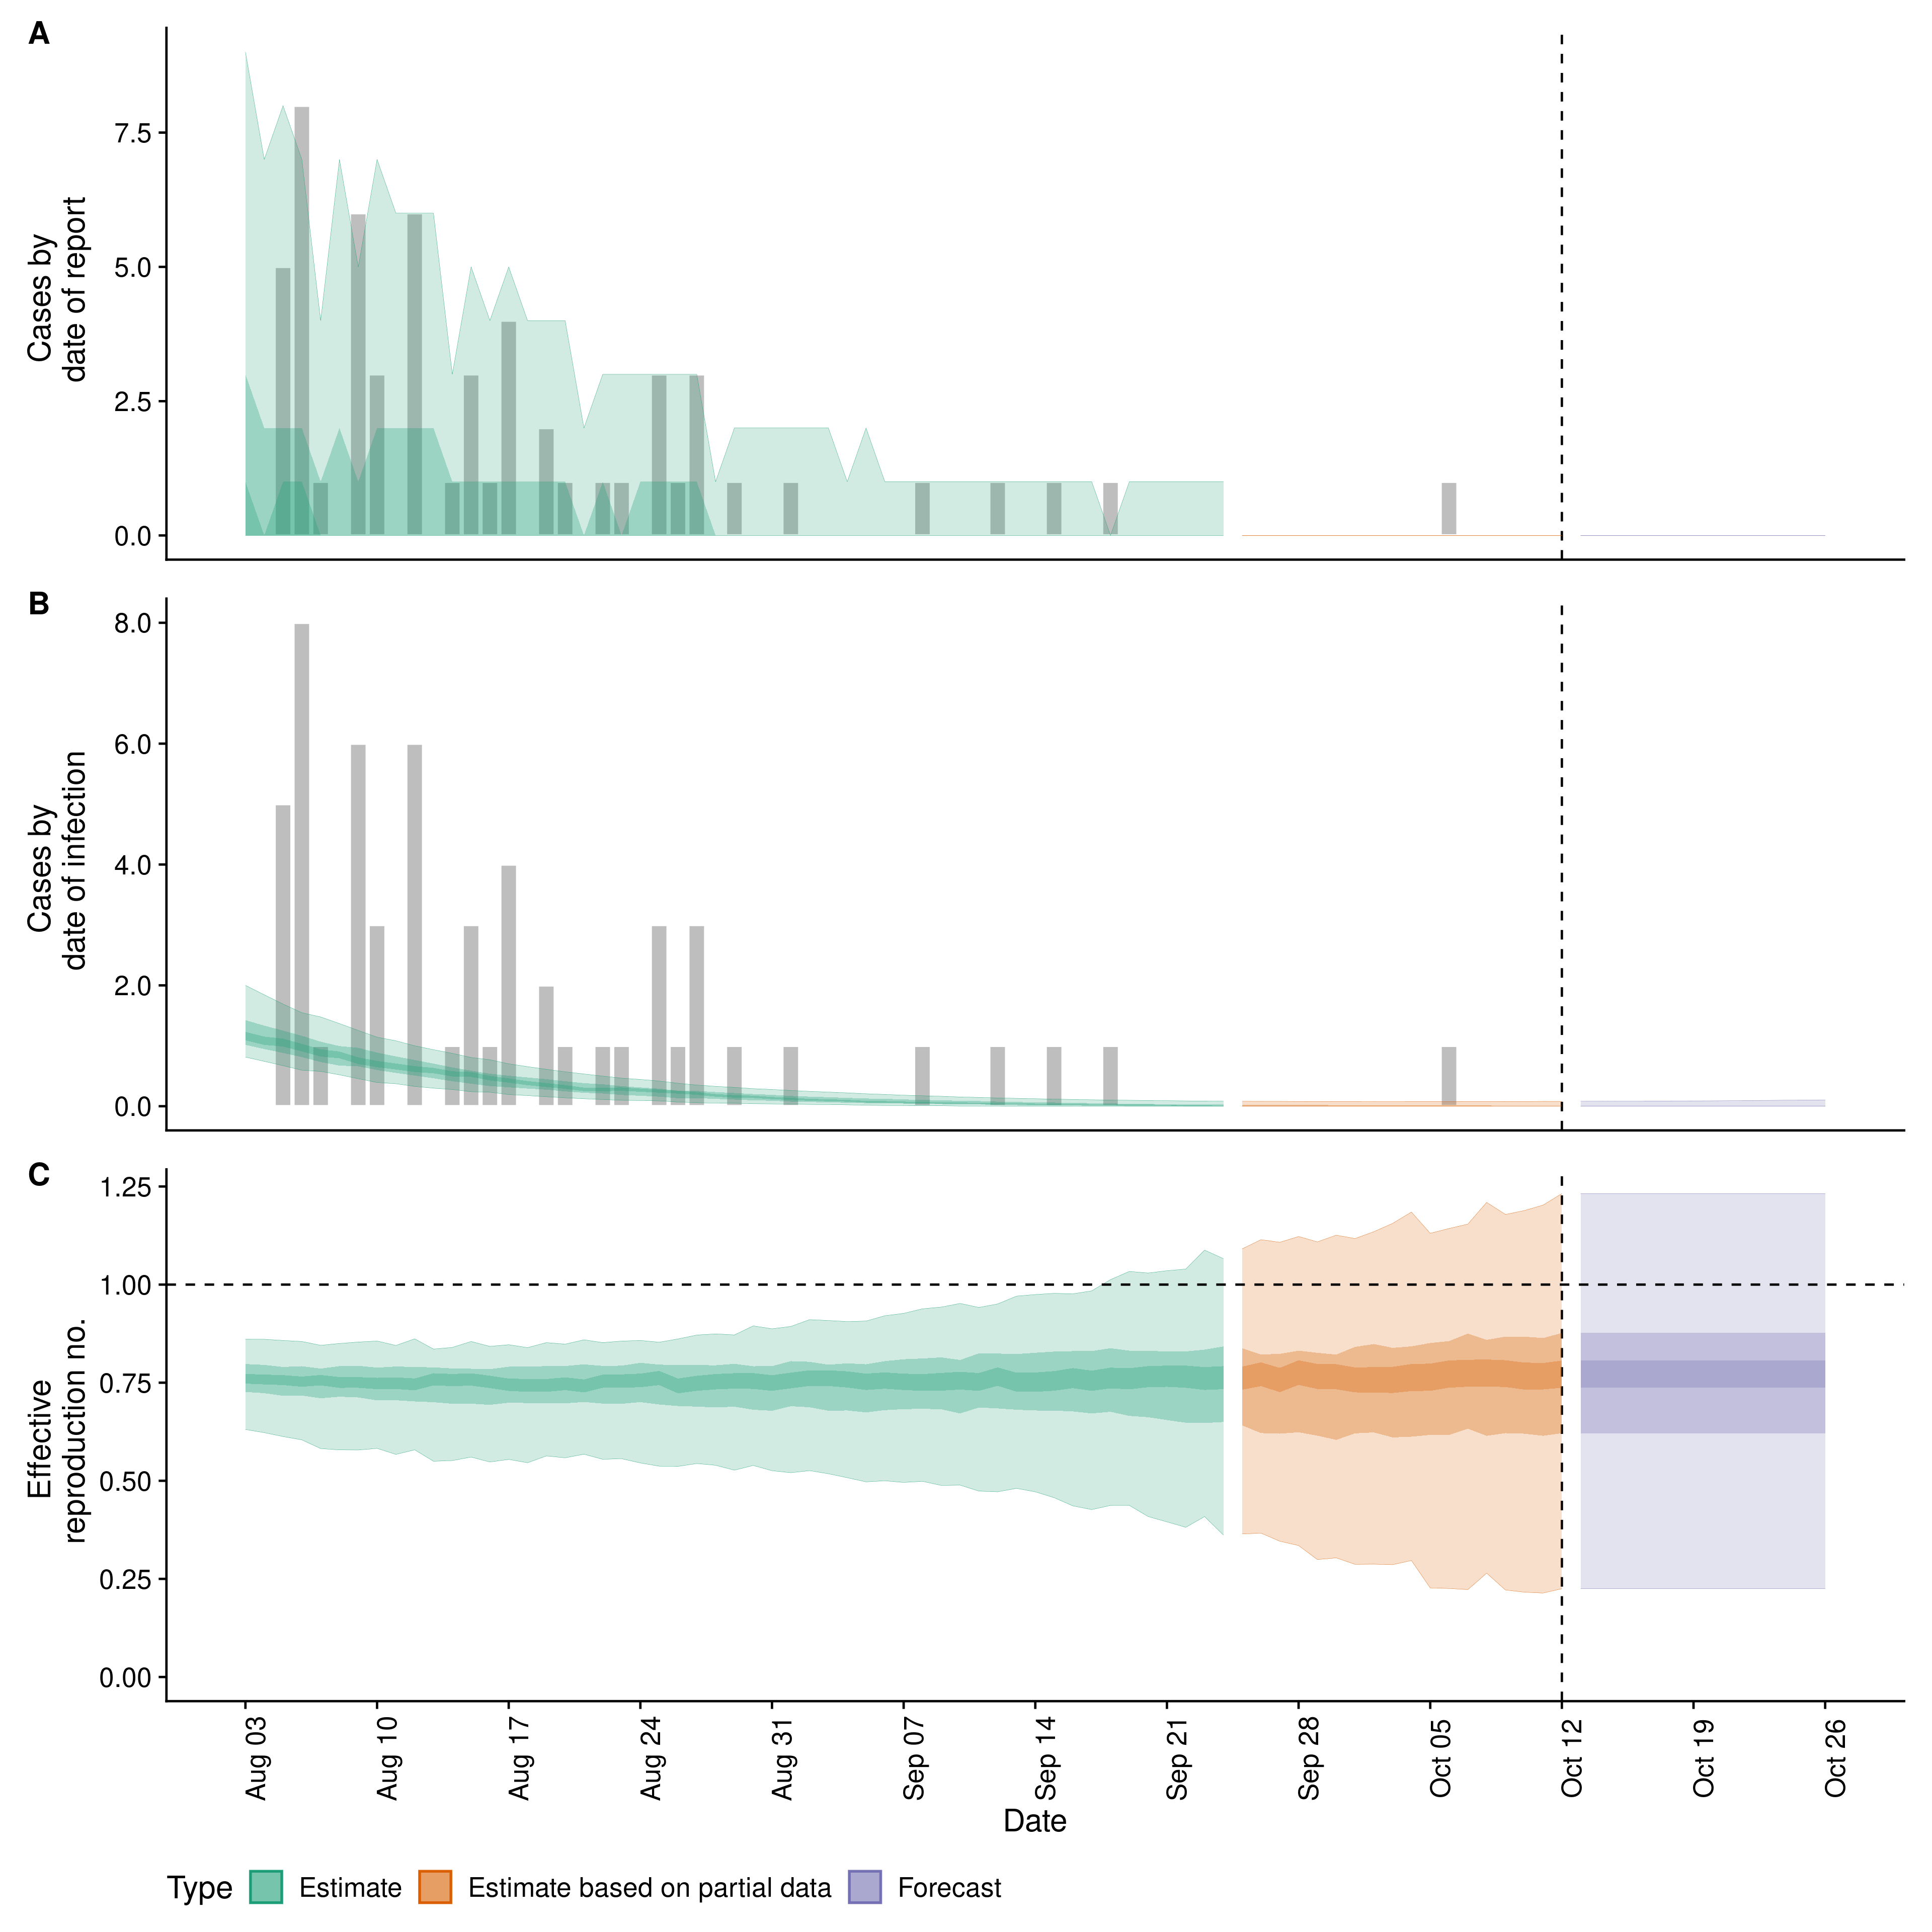 A
Cases by
date of report
7.5
5.0
2.5
0.0
B
Cases by
date of infection
8.0
6.0
4.0
2.0
0.0
C
Effective
reproduction no.
1.25
1.00
0.75
0.50
0.25
0.00
Aug 03
Aug 10
Aug 17
Aug 24
Aug 31
Sep 07
Sep 14
Sep 21
Sep 28
Oct 05
Oct 12
Oct 19
Oct 26
Date
Type Estimate Estimate based on partial data Forecast